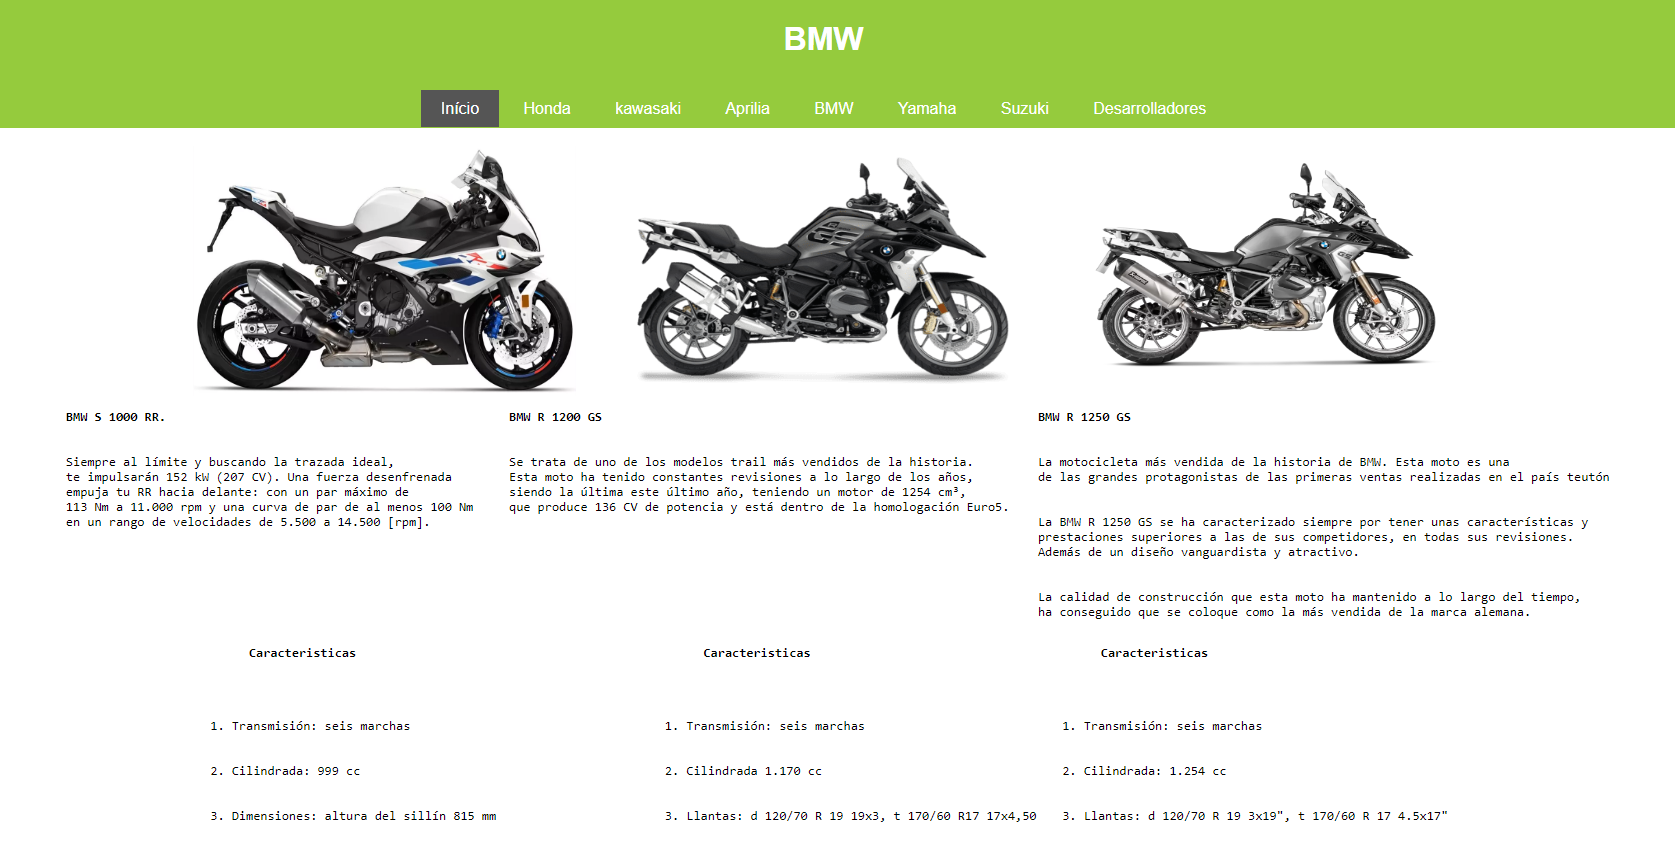 BMW
Início
Honda
kawasaki
Aprilia
BMW
Yamaha
Suzuki
Desarrolladores
BMW S 1000 RR.
Siempre al límite y buscando la trazada ideal,
te impulsarán 152 kW (207 CV). Una fuerza desenfrenada
empuja tu RR hacia delante: con un par máximo de
113 Nm a 11.000 rpm y una curva de par de al menos 100 Nm
en un rango de velocidades de 5.500 a 14.500 [rpm].
BMW R 1200 GS
Se trata de uno de los modelos trail más vendidos de la historia.
Esta moto ha tenido constantes revisiones a lo largo de los años,
siendo la última este último año, teniendo un motor de 1254 cm³,
que produce 136 CV de potencia y está dentro de la homologación Euro5.
BMW R 1250 GS
La motocicleta más vendida de la historia de BMW. Esta moto es una
de las grandes protagonistas de las primeras ventas realizadas en el país teutón
La BMW R 1250 GS se ha caracterizado siempre por tener unas características y
prestaciones superiores a las de sus competidores, en todas sus revisiones.
Además de un diseño vanguardista y atractivo.
La calidad de construcción que esta moto ha mantenido a lo largo del tiempo,
ha conseguido que se coloque como la más vendida de la marca alemana.
Caracteristicas
1. Transmisión: seis marchas
2. Cilindrada: 999 cc
3. Dimensiones: altura del sillín 815 mm
Caracteristicas
1. Transmisión: seis marchas
2. Cilindrada 1.170 cc
3. Llantas: d 120/70 R 19 19x3, t 170/60 R17 17x4,50
Caracteristicas
1. Transmisión: seis marchas
2. Cilindrada: 1.254 cc
3. Llantas: d 120/70 R 19 3x19", t 170/60 R 17 4.5x17"